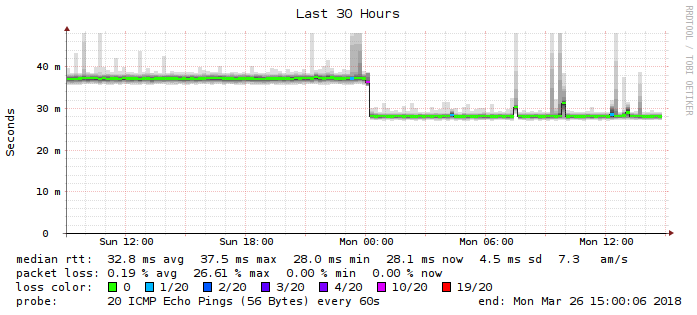 Last 30 Hours
RRDTOOL / TOBI OETIKER
Seconds
40 m
30 m
20 m
10 m
0
Sun 12:00 Sun 18:00 Mon 00:00 Mon 06:00 Mon 12:00
median rtt: 32.8 ms avg 37.5 ms max 28.0 ms min 28.1 ms now 4.5 ms sd 7.3 am/s
packet loss: 0.19 % avg 26.61 % max 0.00 % min 0.00 % now
loss color: 0 1/20 2/20 3/20 4/20 10/20 19/20
probe: 20 ICMP Echo Pings (56 Bytes) every 60s end: Mon Mar 26 15:00:06 2018